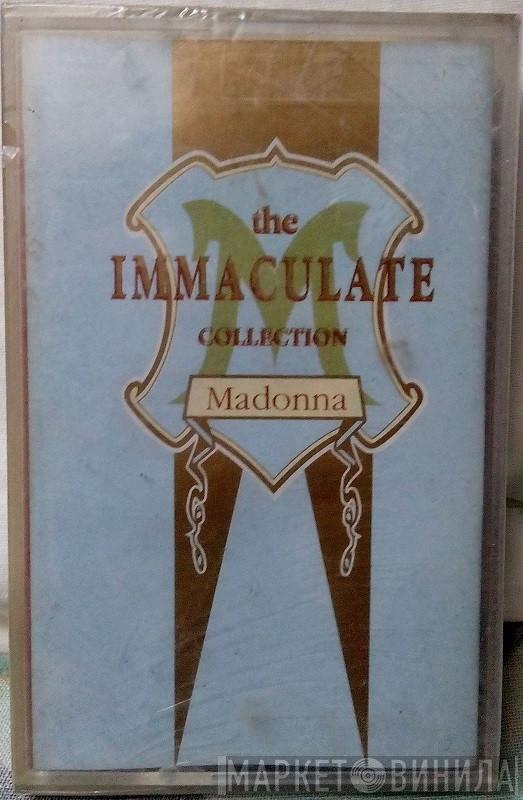 the
M
IMMACULATE
COLLECTION
Madonna
МАРКЕТ ВИНИЛА